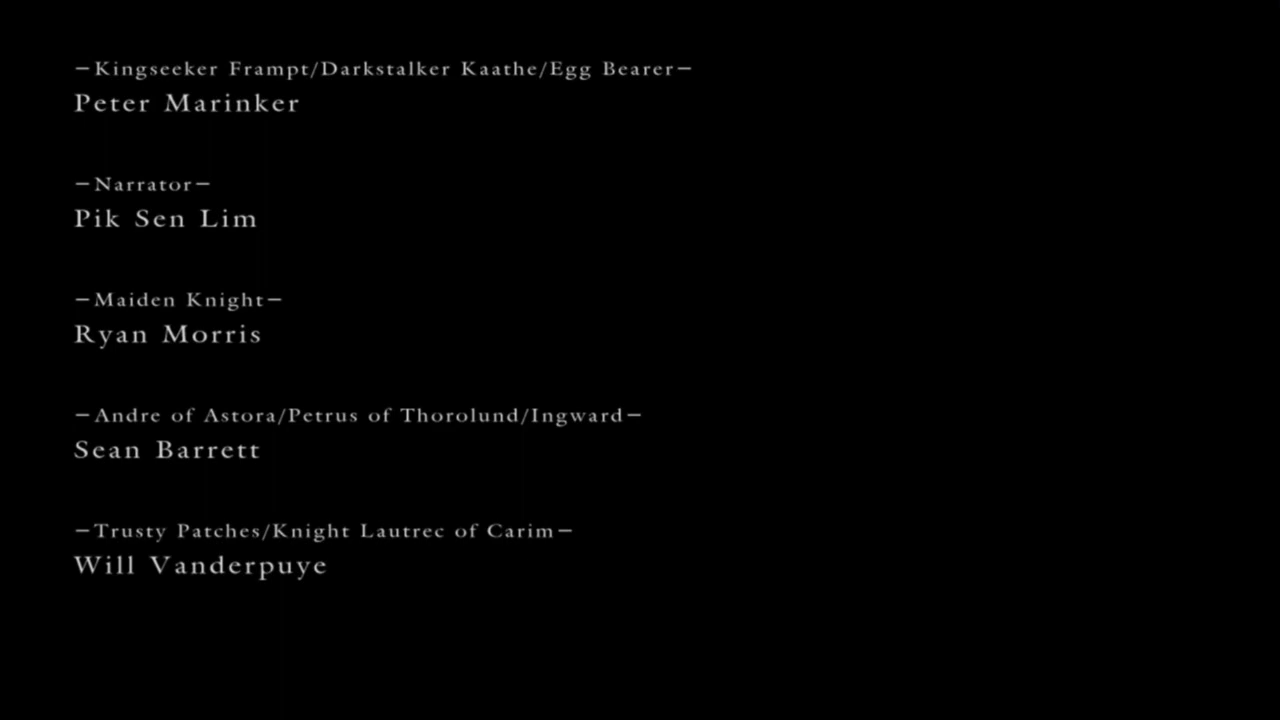 —Kingseeker Frampt/Darkstalker Kaathe/Egg Bearer—
Peter Marinker
—Narrator—
Pik Sen Lim
—Maiden Knight—
Ryan Morris
—Andre of Astora/Petrus of Thorolund/Ingward—
Sean Barrett
—Trusty Patches/Knight Lautrec of Carim—
Will Vanderpuye